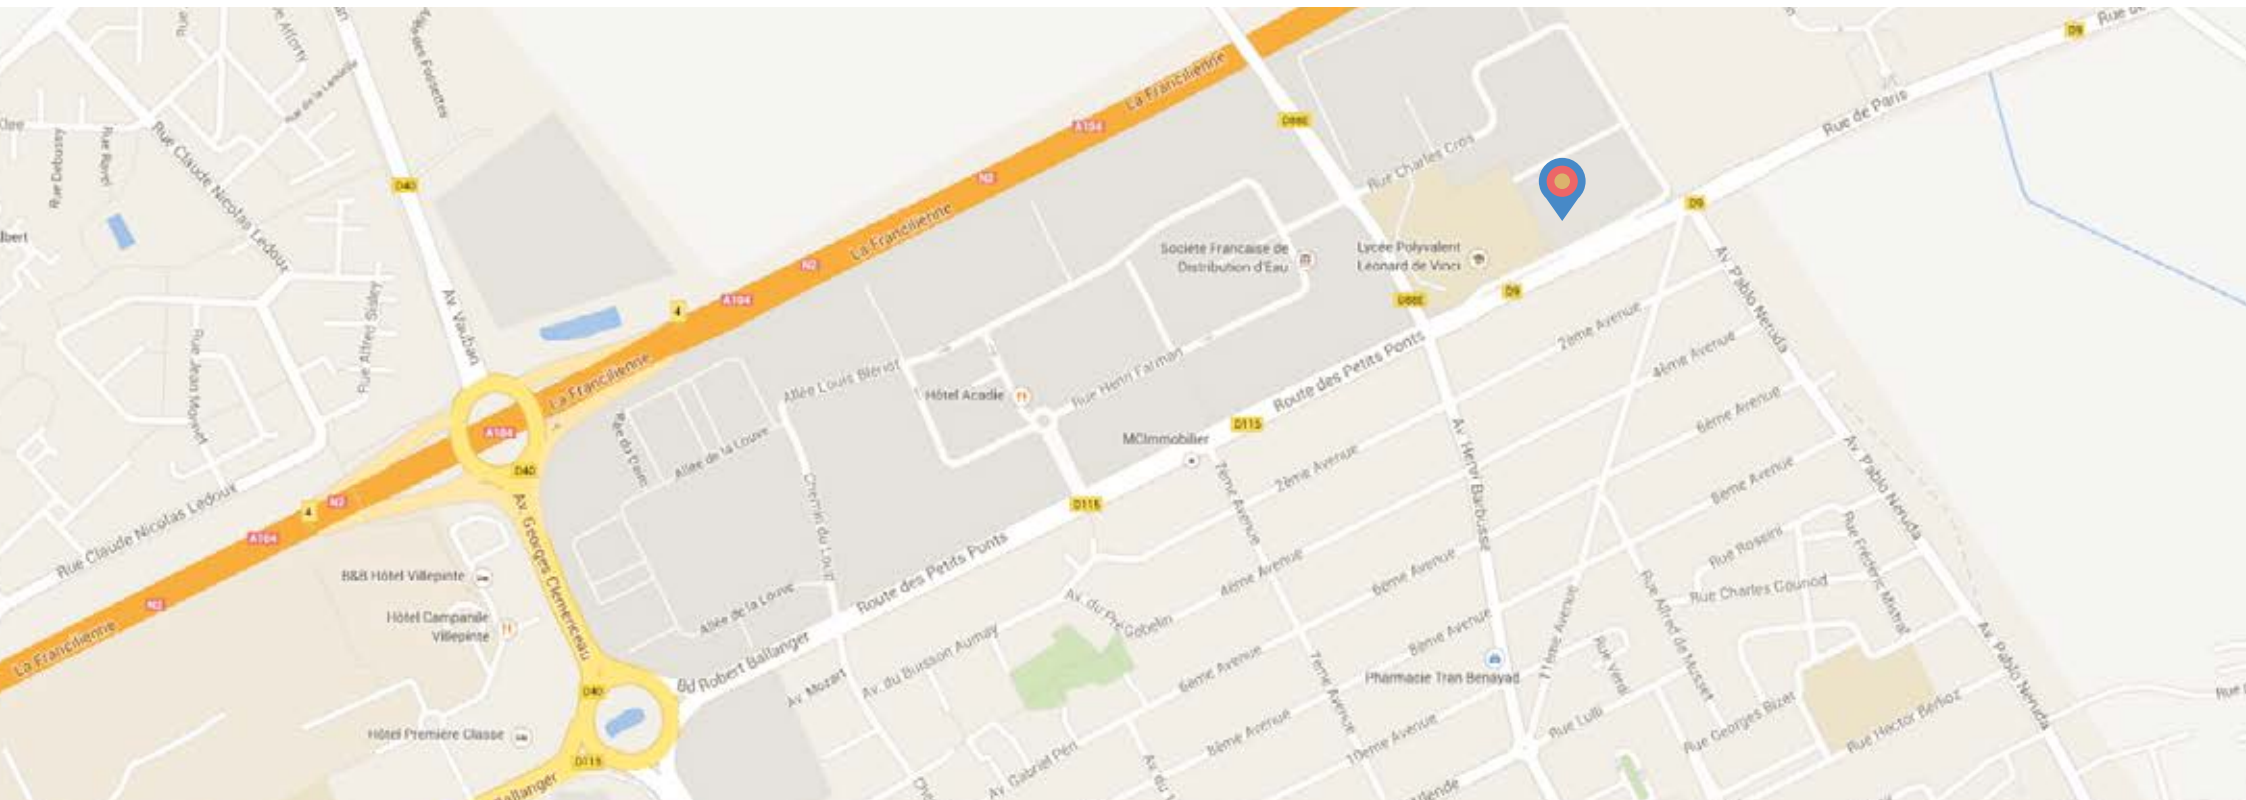 Rue de la Lamballe
Rue Debussy
Rue Ravel
Rue Claude Nicolas Ledoux
D40
La Francilienne
A104
N2
La Francilienne
D88E
D9
Rue de Paris
Rue Charles Cros
D9
Av. Vauban
Rue Alfred Sisley
Rue Jean Monnet
4
A104
N2
Société Francaise de
Distribution d'Eau
Lycée Polyvalent
Léonard de Vinci
D88E
D9
Av. Pablo Neruda
La Francilienne
Allée Louis Blériot
Hôtel Acadie
Rue Henri Farman
Route des Petits Ponts
2ème Avenue
4ème Avenue
6ème Avenue
8ème Avenue
A104
D40
Allée de la Louve
MCImmobilier
D115
7ème Avenue
2ème Avenue
Av. Henri Barbusse
Av. Pablo Neruda
Rue Claude Nicolas Ledoux
4
N2
A104
N2
La Francilienne
Av. Georges Clemenceau
Chemin du Loup
D115
Route des Petits Ponts
4ème Avenue
6ème Avenue
8ème Avenue
Rue Rossini
Rue Charles Gounod
Rue Frédéric Mistral
B&B Hôtel Villepinte
Hôtel Campanile
Villepinte
Allée de la Louve
Bd Robert Ballanger
Av. Mozart
Av. du Buisson Aumay
Av. du Pré Gobelin
6ème Avenue
7ème Avenue
Pharmacie Tran Benayad
11ème Avenue
Rue Verdi
Rue Alfred de Musset
Av. Pablo Neruda
D40
Hôtel Première Classe
D115
Ballanger
Av. Gabriel Péri
8ème Avenue
10ème Avenue
Rue Lulli
Rue Georges Bizet
Rue Hector Berlioz